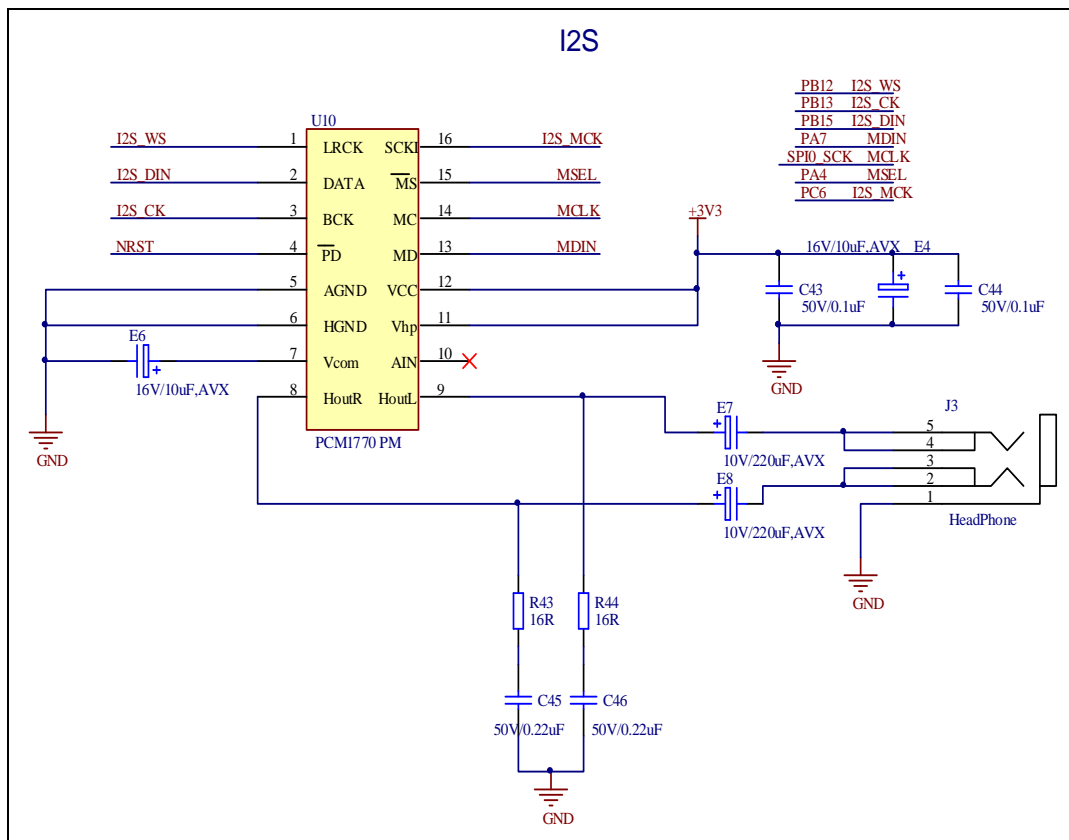 I2S
PB12 I2S_WS
PB13 I2S_CK
PB15 I2S_DIN
PA7 MDIN
SPI0_SCK MCLK
PA4 MSEL
PC6 I2S_MCK
U10
I2S_WS 1 LRCK SCKI 16 I2S_MCK
I2S_DIN 2 DATA MS 15 MSEL
I2S_CK 3 BCK MC 14 MCLK
NRST 4 PD MD 13 MDIN
5 AGND VCC 12
6 HGND Vhp 11
7 Vcom AIN 10
8 HoutR HoutL 9
PCM1770 PM
E6
16V/10uF,AVX
GND
+3V3
16V/10uF,AVX E4
C43
50V/0.1uF
C44
50V/0.1uF
GND
E7
10V/220uF,AVX
E8
10V/220uF,AVX
J3
5
4
3
2
1
HeadPhone
GND
R43
16R
R44
16R
C45
50V/0.22uF
C46
50V/0.22uF
GND